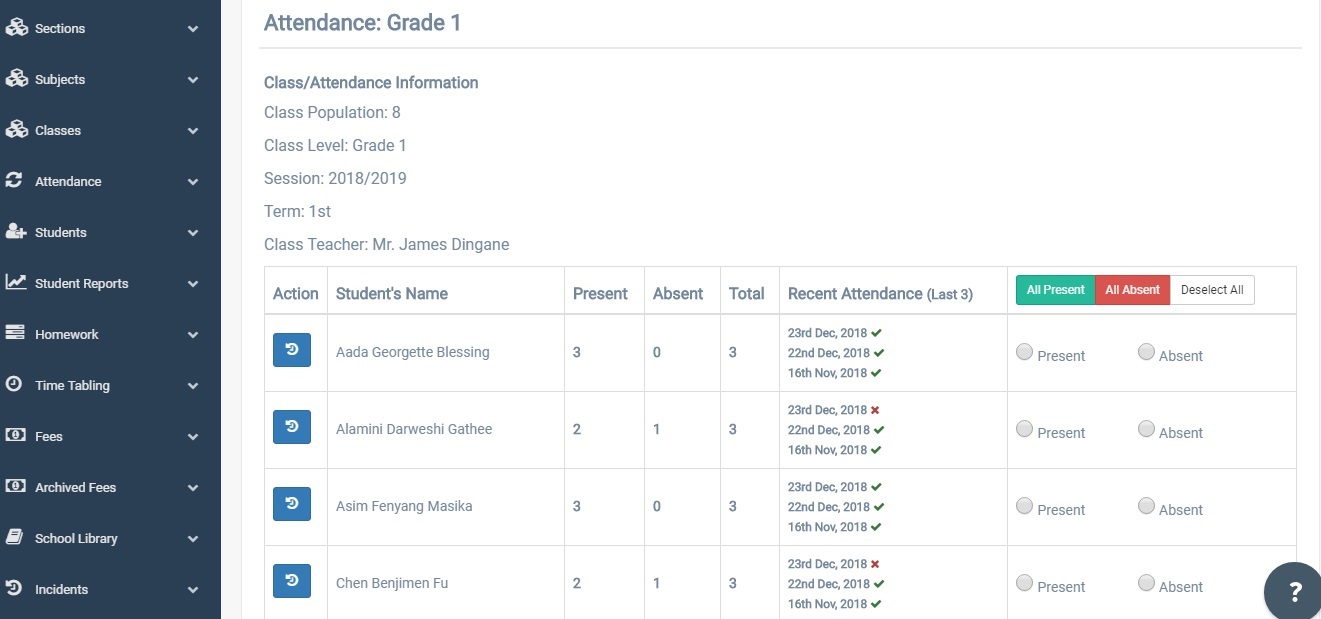 Sections
Subjects
Classes
Attendance
Students
Student Reports
Homework
Time Tabling
Fees
Archived Fees
School Library
Incidents
Attendance: Grade 1
Class/Attendance Information
Class Population: 8
Class Level: Grade 1
Session: 2018/2019
Term: 1st
Class Teacher: Mr. James Dingane
Action Student's Name Present Absent Total Recent Attendance (Last 3) All Present All Absent Deselect All
Aada Georgette Blessing 3 0 3
23rd Dec, 2018 ✔
22nd Dec, 2018 ✔
16th Nov, 2018 ✔
Present Absent
Alamini Darweshi Gathee 2 1 3
23rd Dec, 2018 ✖
22nd Dec, 2018 ✔
16th Nov, 2018 ✔
Present Absent
Asim Fenyang Masika 3 0 3
23rd Dec, 2018 ✔
22nd Dec, 2018 ✔
16th Nov, 2018 ✔
Present Absent
Chen Benjimen Fu 2 1 3
23rd Dec, 2018 ✖
22nd Dec, 2018 ✔
16th Nov, 2018 ✔
Present Absent
?